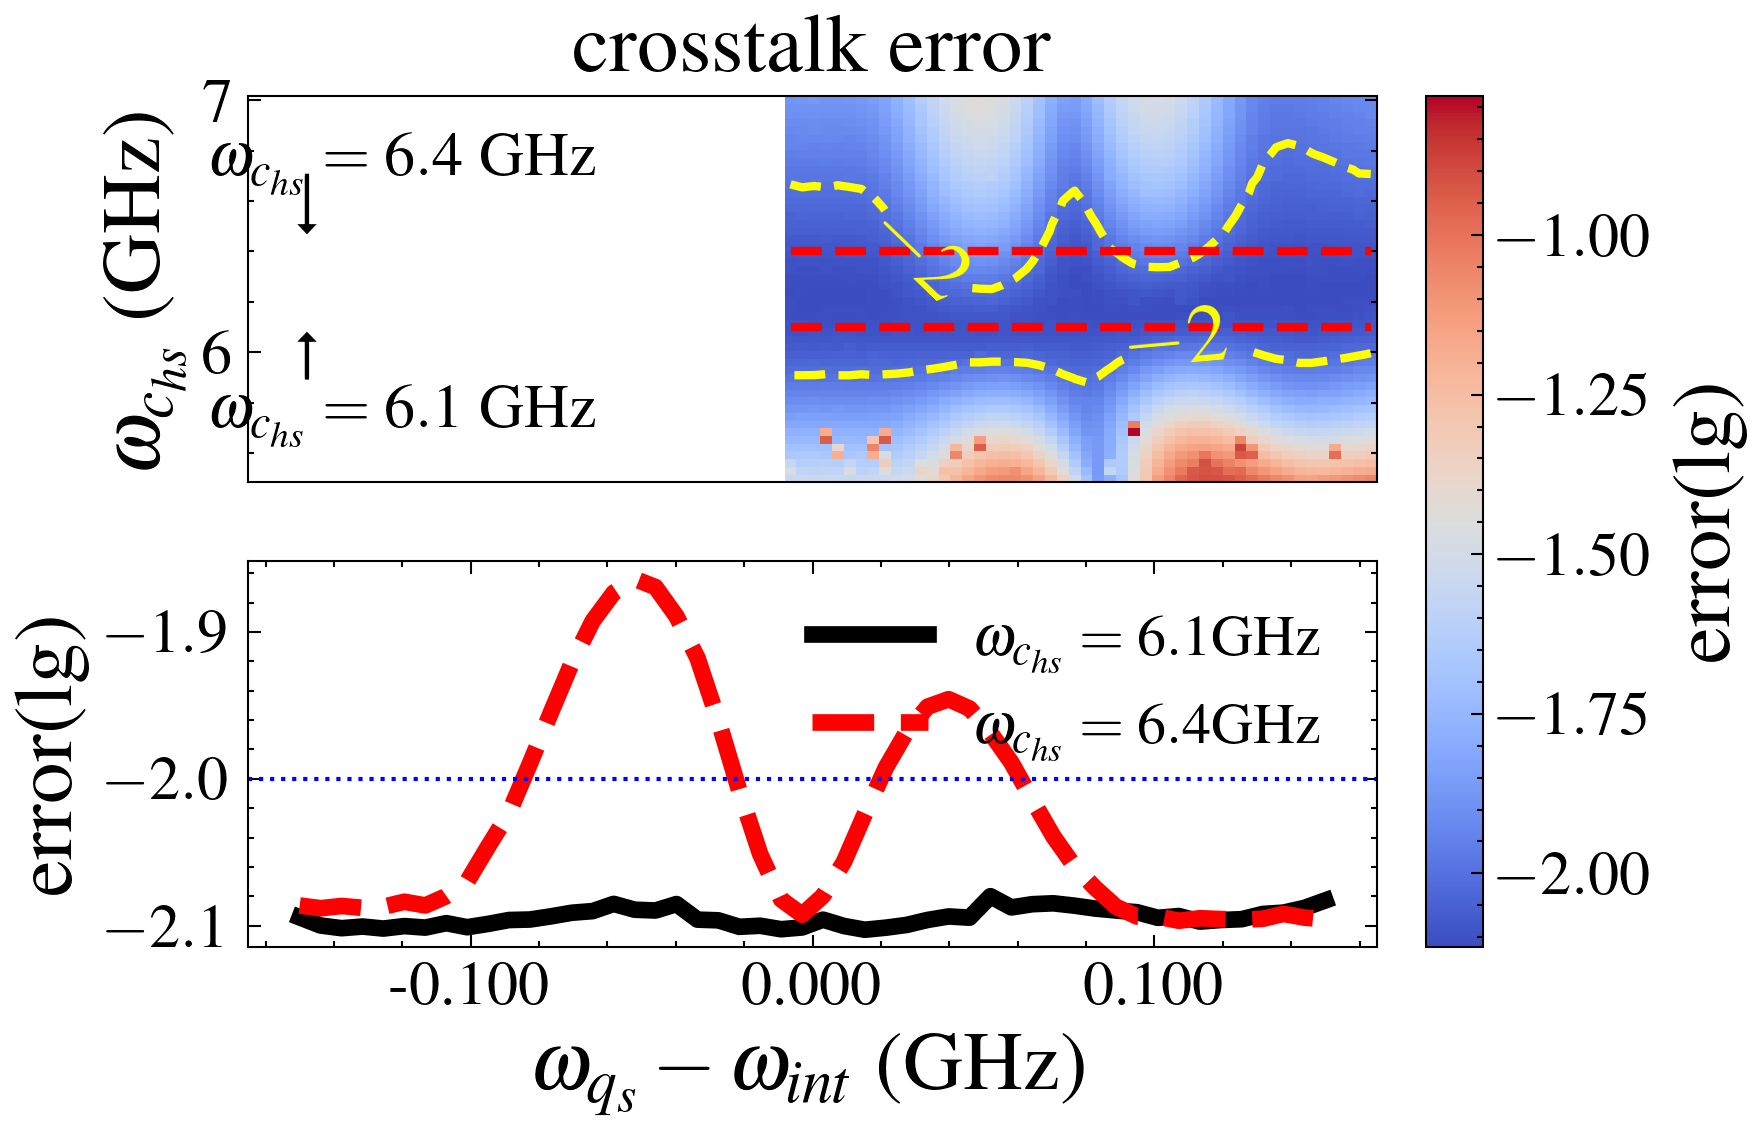 crosstalk error
7
6
ω_{c_{hs}} (GHz)
ω_{c_{hs}} = 6.4 GHz
ω_{c_{hs}} = 6.1 GHz
−2
−2
−1.00
−1.25
−1.50
−1.75
−2.00
error(lg)
−1.9
−2.0
−2.1
error(lg)
ω_{c_{hs}} = 6.1GHz
ω_{c_{hs}} = 6.4GHz
-0.100 0.000 0.100
ω_{q_s} − ω_{int} (GHz)